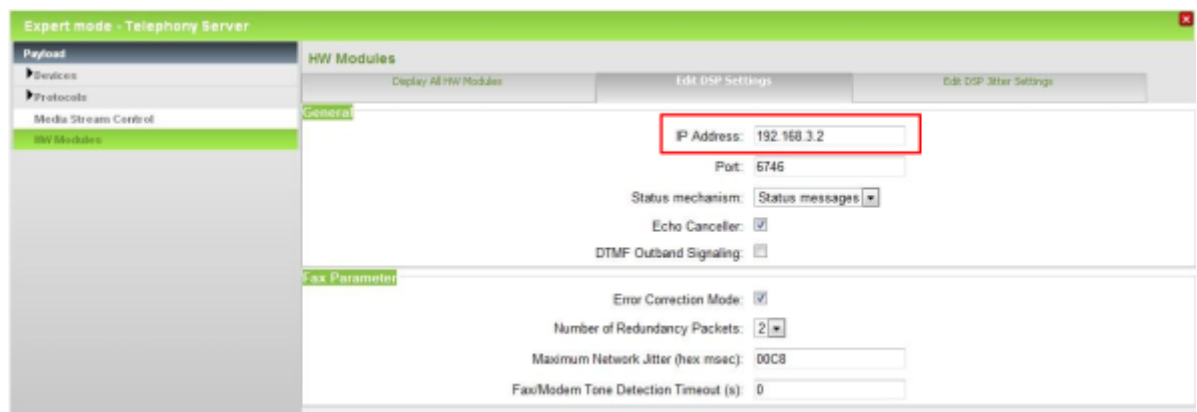 Expert mode - Telephony Server
Payload
Devices
Protocols
Media Stream Control
HW Modules
HW Modules
Display All HW Modules
Edit DSP Settings
Edit DSP Jitter Settings
General
IP Address: 192.168.3.2
Port: 6746
Status mechanism: Status messages
Echo Canceller:
DTMF Outband Signaling:
Fax Parameter
Error Correction Mode:
Number of Redundancy Packets: 2
Maximum Network Jitter (hex msec): 00C8
Fax/Modem Tone Detection Timeout (s): 0